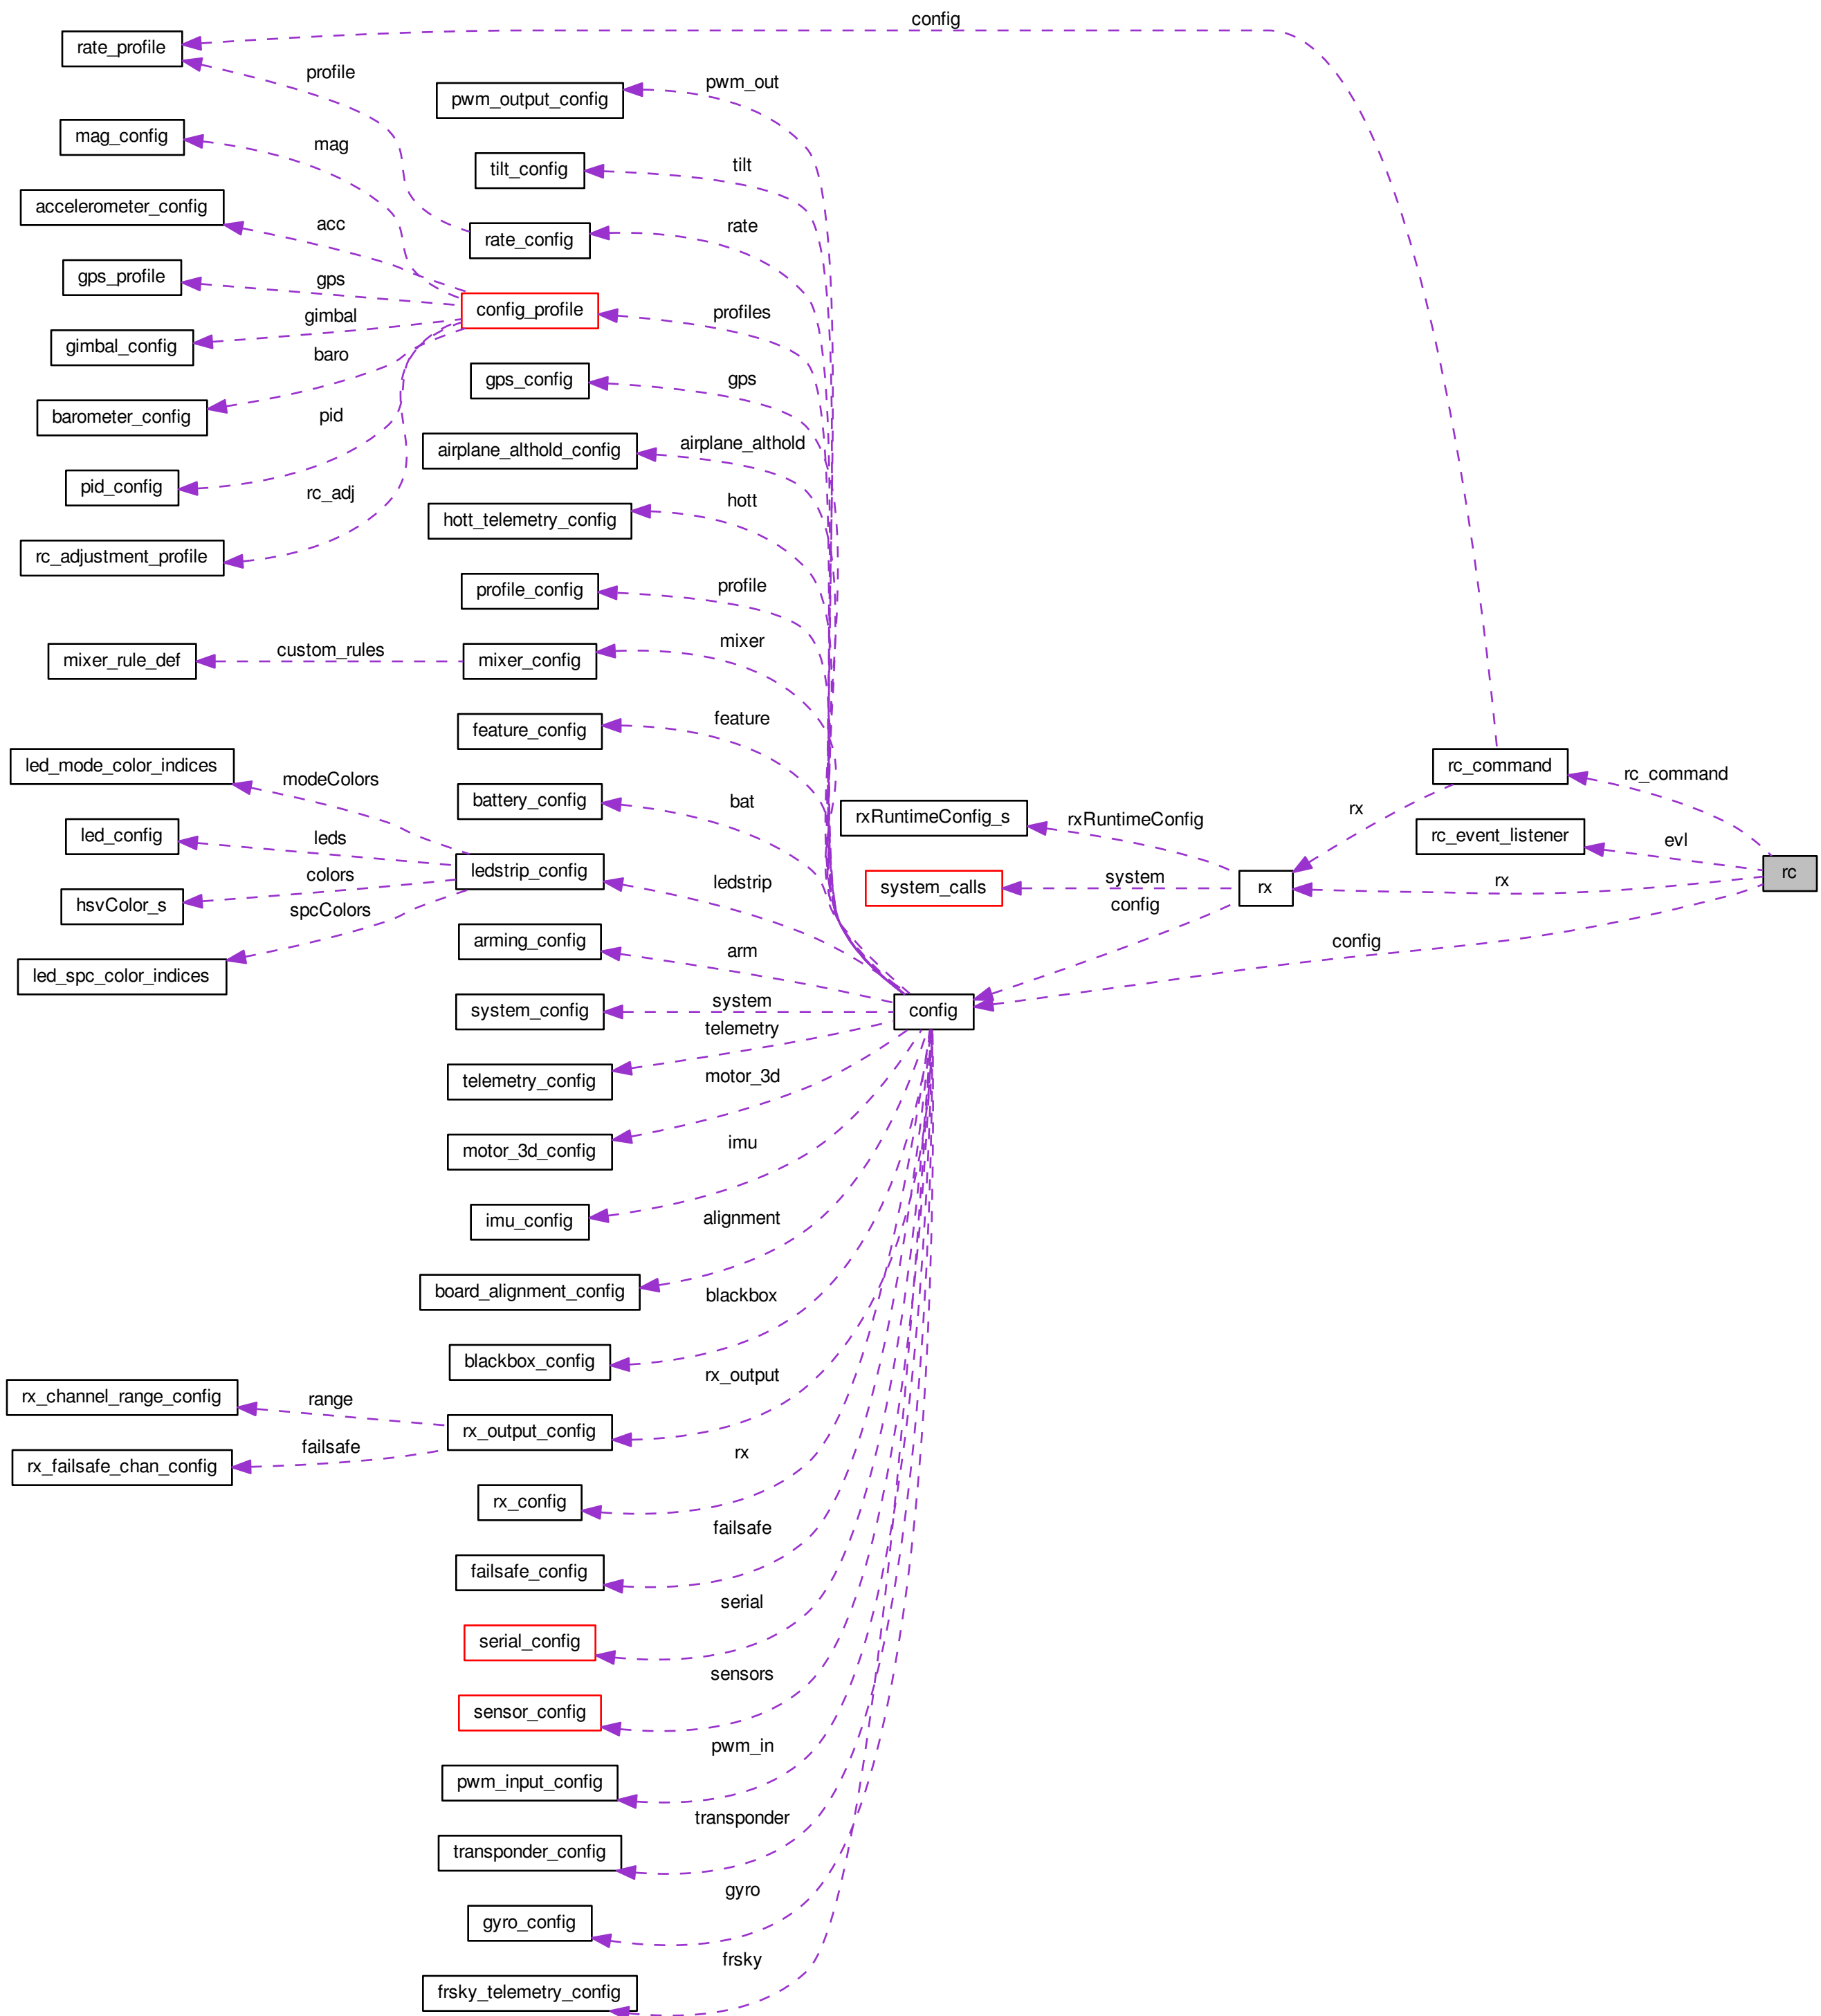 config
rate_profile
profile
pwm_out
pwm_output_config
mag_config
mag
tilt
tilt_config
accelerometer_config
acc
rate
rate_config
gps_profile
gps
config_profile
profiles
gimbal
gimbal_config
baro
gps_config
gps
barometer_config
pid
airplane_althold_config
airplane_althold
pid_config
rc_adj
hott
hott_telemetry_config
rc_adjustment_profile
profile_config
profile
mixer_rule_def
custom_rules
mixer_config
mixer
feature_config
feature
led_mode_color_indices
modeColors
battery_config
bat
rc_command
rc_command
rx
rxRuntimeConfig_s
rxRuntimeConfig
rc_event_listener
evl
led_config
leds
ledstrip_config
ledstrip
system_calls
system
config
rx
rx
rc
hsvColor_s
colors
spcColors
led_spc_color_indices
arming_config
arm
config
system_config
system
config
telemetry
telemetry_config
motor_3d
motor_3d_config
imu
imu_config
alignment
board_alignment_config
blackbox
blackbox_config
rx_channel_range_config
range
rx_output
rx_output_config
rx_failsafe_chan_config
failsafe
rx
rx_config
failsafe
failsafe_config
serial
serial_config
sensors
sensor_config
pwm_in
pwm_input_config
transponder
transponder_config
gyro
gyro_config
frsky
frsky_telemetry_config